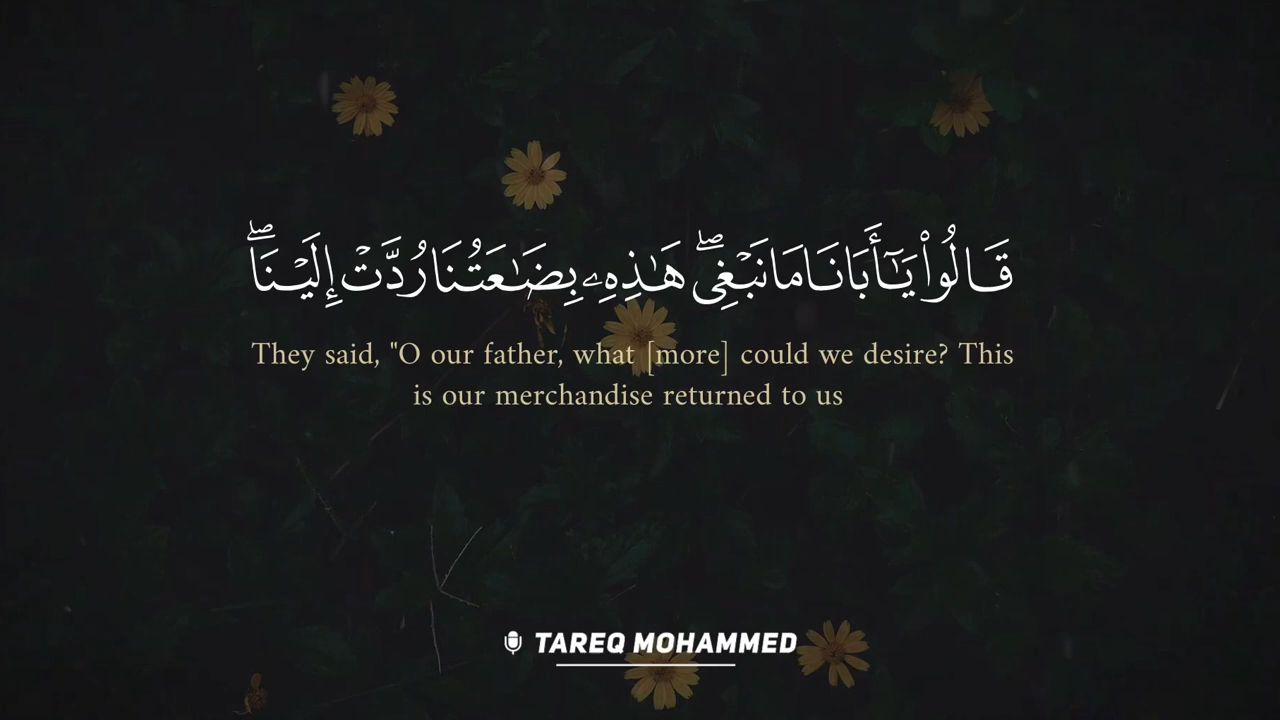 قَالُوا۟ يَـٰٓأَبَانَا مَا نَبْغِى ۖ هَـٰذِهِۦ بِضَـٰعَتُنَا رُدَّتْ إِلَيْنَا ۖ
They said, "O our father, what [more] could we desire? This
is our merchandise returned to us
TAREQ MOHAMMED